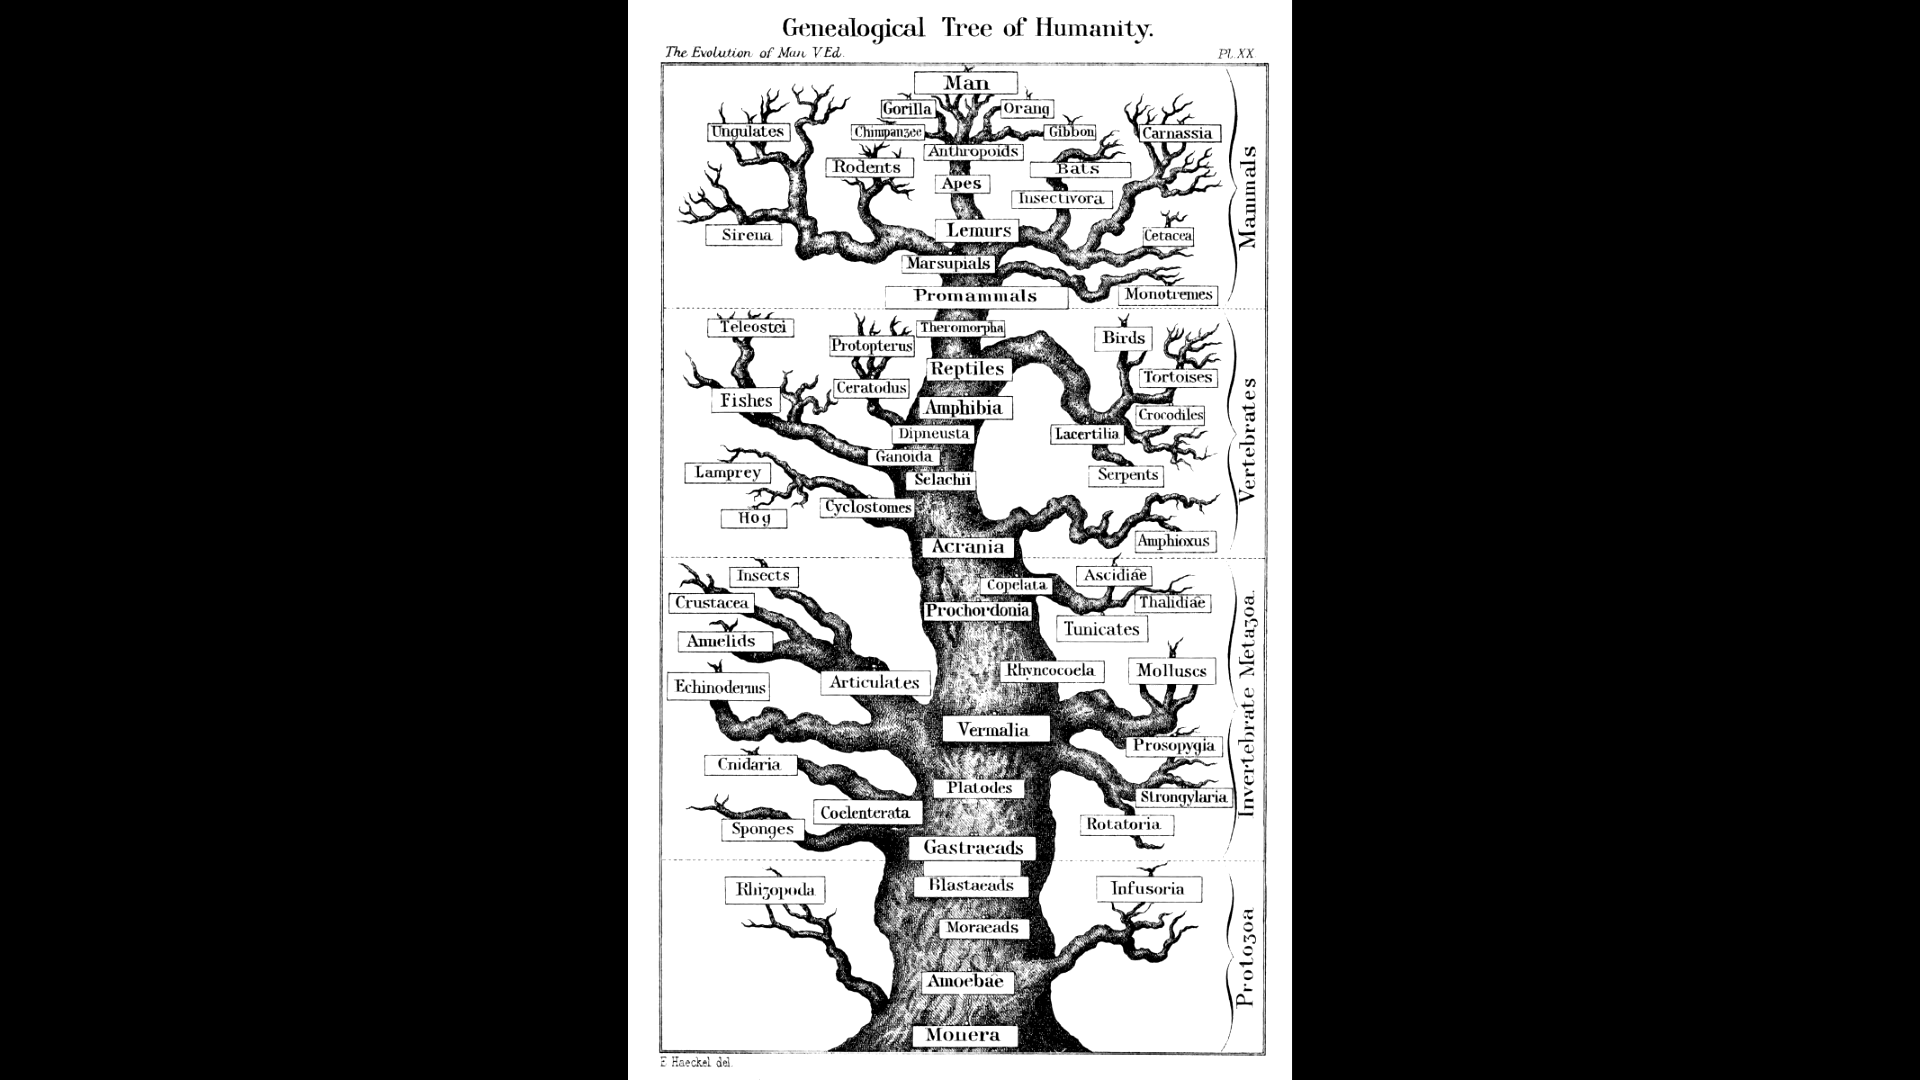 Genealogical Tree of Humanity.
The Evolution of Man V Ed.
Pl. XX
Man
Gorilla
Orang
Ungulates
Chimpanzee
Gibbon
Carnassia
Anthropoids
Rodents
Bats
Apes
Insectivora
Lemurs
Sirena
Cetacea
Marsupials
Promammals
Monotremes
Mammals
Teleostei
Theromorpha
Protopterus
Birds
Reptiles
Tortoises
Ceratodus
Fishes
Amphibia
Crocodiles
Dipneusta
Lacertilia
Ganoida
Lamprey
Selachii
Serpents
Cyclostomes
Hog
Amphioxus
Acrania
Vertebrates
Insects
Ascidiae
Copelata
Crustacea
Thalidiae
Prochordonia
Tunicates
Annelids
Rhyncocoela
Molluscs
Articulates
Echinoderms
Vermalia
Prosopygia
Cnidaria
Platodes
Strongylaria
Coelenterata
Rotatoria
Sponges
Gastraeads
Invertebrate Metazoa.
Blastaeads
Rhizopoda
Infusoria
Moraeads
Amoebae
Monera
Protozoa
E Haeckel del.